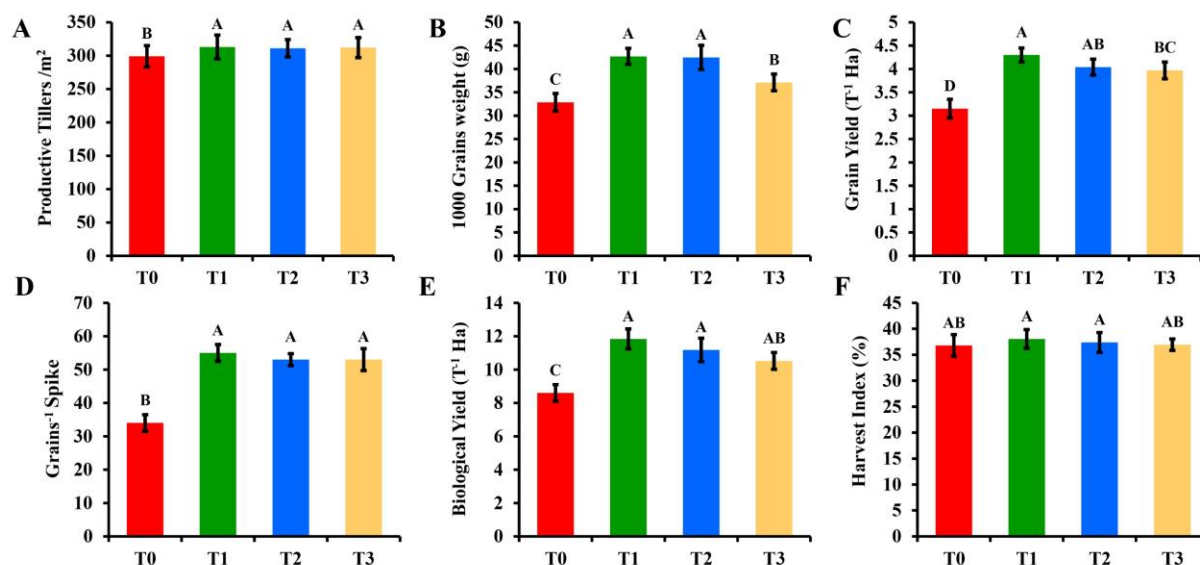 A
Productive Tillers /m²
350
300
250
200
150
100
50
0
B
A
A
A
T0
T1
T2
T3
B
1000 Grains weight (g)
50
45
40
35
30
25
20
15
10
5
0
C
A
A
B
T0
T1
T2
T3
C
Grain Yield (T⁻¹ Ha)
5
4.5
4
3.5
3
2.5
2
1.5
1
0.5
0
D
A
AB
BC
T0
T1
T2
T3
D
Grains⁻¹ Spike
70
60
50
40
30
20
10
0
B
A
A
A
T0
T1
T2
T3
E
Biological Yield (T⁻¹ Ha)
14
12
10
8
6
4
2
0
C
A
A
AB
T0
T1
T2
T3
F
Harvest Index (%)
45
40
35
30
25
20
15
10
5
0
AB
A
A
AB
T0
T1
T2
T3